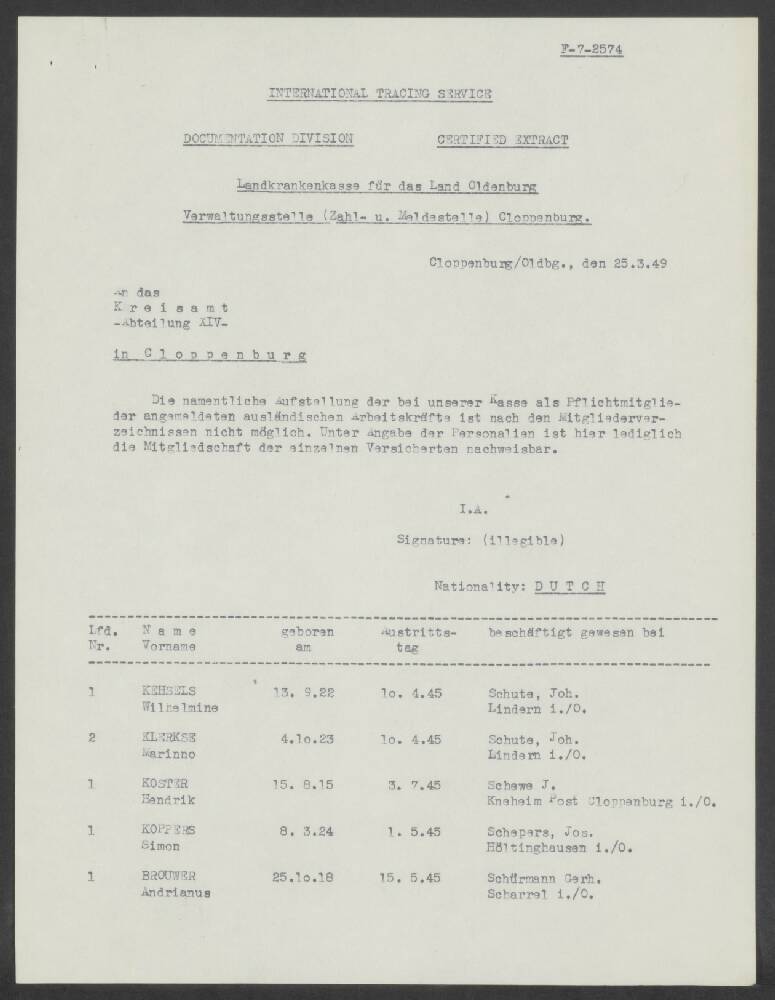 F-7-2574
INTERNATIONAL TRACING SERVICE
DOCUMENTATION DIVISION CERTIFIED EXTRACT
Landkrankenkasse für das Land Oldenburg
Verwaltungsstelle (Zahl- u. Meldestelle) Cloppenburg.
Cloppenburg/Oldbg., den 25.3.49
An das
K r e i s a m t
-Abteilung XIV-
in C l o p p e n b u r g
Die namentliche Aufstellung der bei unserer Kasse als Pflichtmitglie-
der angemeldeten ausländischen Arbeitskräfte ist nach den Mitgliederver-
zeichnissen nicht möglich. Unter Angabe der Personalien ist hier lediglich
die Mitgliedschaft der einzelnen Versicherten nachweisbar.
I.A.
Signature: (illegible)
Nationality: D U T C H
Lfd. N a m e geboren Austritts- beschäftigt gewesen bei
Nr. Vorname am tag
1 KEHSELS 13. 9.22 10. 4.45 Schute, Joh.
Wilhelmine Lindern i./O.
2 KLERKSE 4.10.23 10. 4.45 Schute, Joh.
Marinno Lindern i./O.
1 KOSTER 15. 8.15 3. 7.45 Schewe J.
Hendrik Kneheim Post Cloppenburg i./O.
1 KOPPERS 8. 3.24 1. 5.45 Schepers, Jos.
Simon Höltinghausen i./O.
1 BROUWER 25.10.18 15. 5.45 Schürmann Gerh.
Andrianus Scharrel i./O.